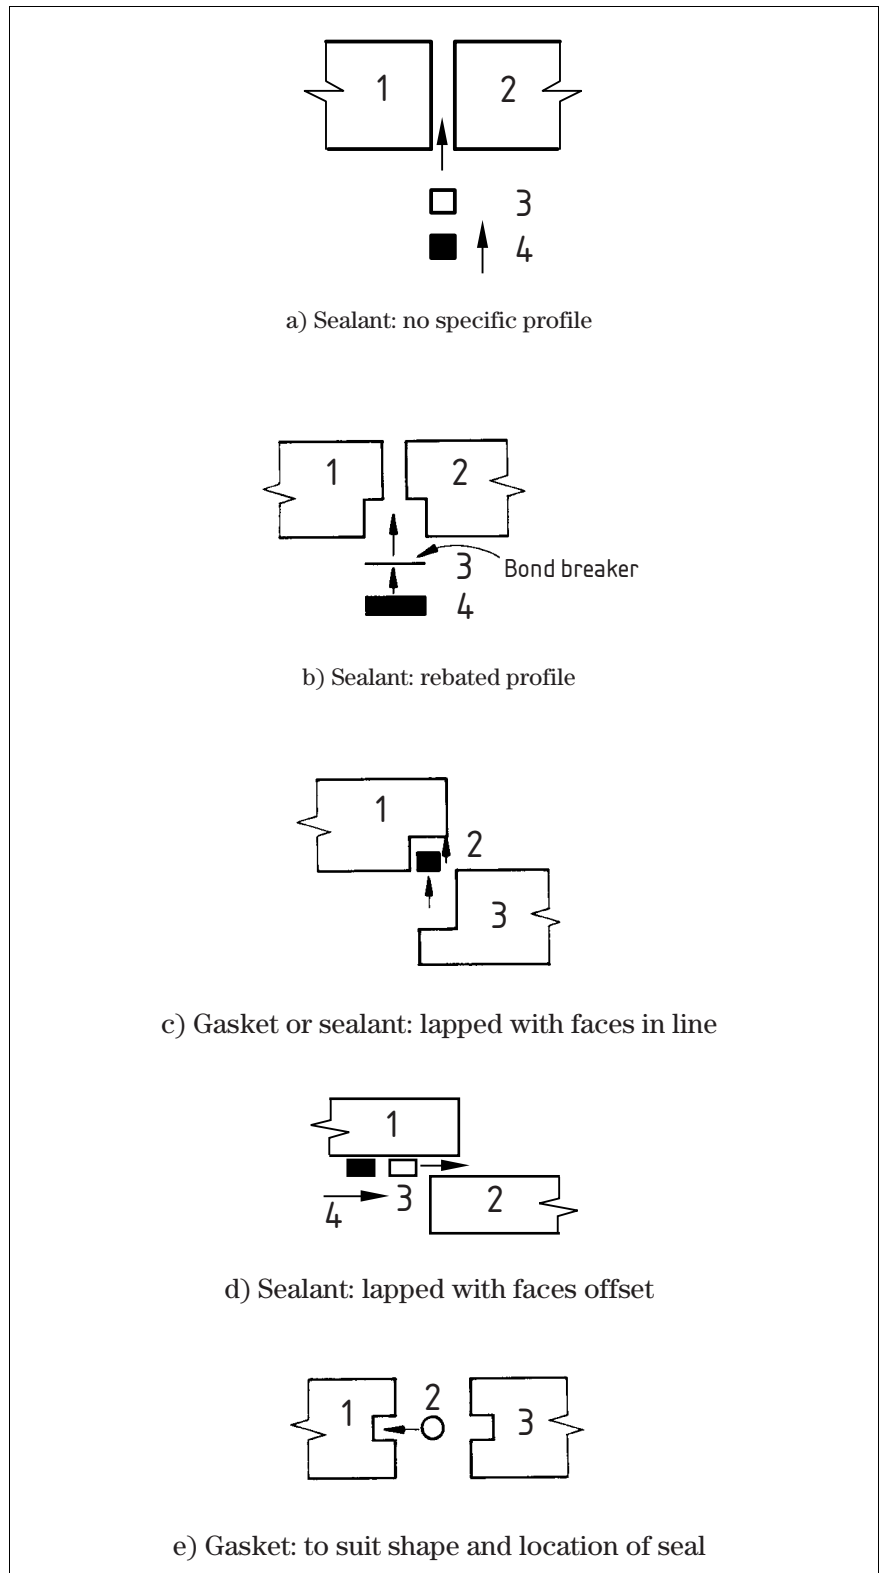 1 2
3
4
a) Sealant: no specific profile
1 2
3 Bond breaker
4
b) Sealant: rebated profile
1
2
3
c) Gasket or sealant: lapped with faces in line
1
4 3 2
d) Sealant: lapped with faces offset
1 2 3
e) Gasket: to suit shape and location of seal